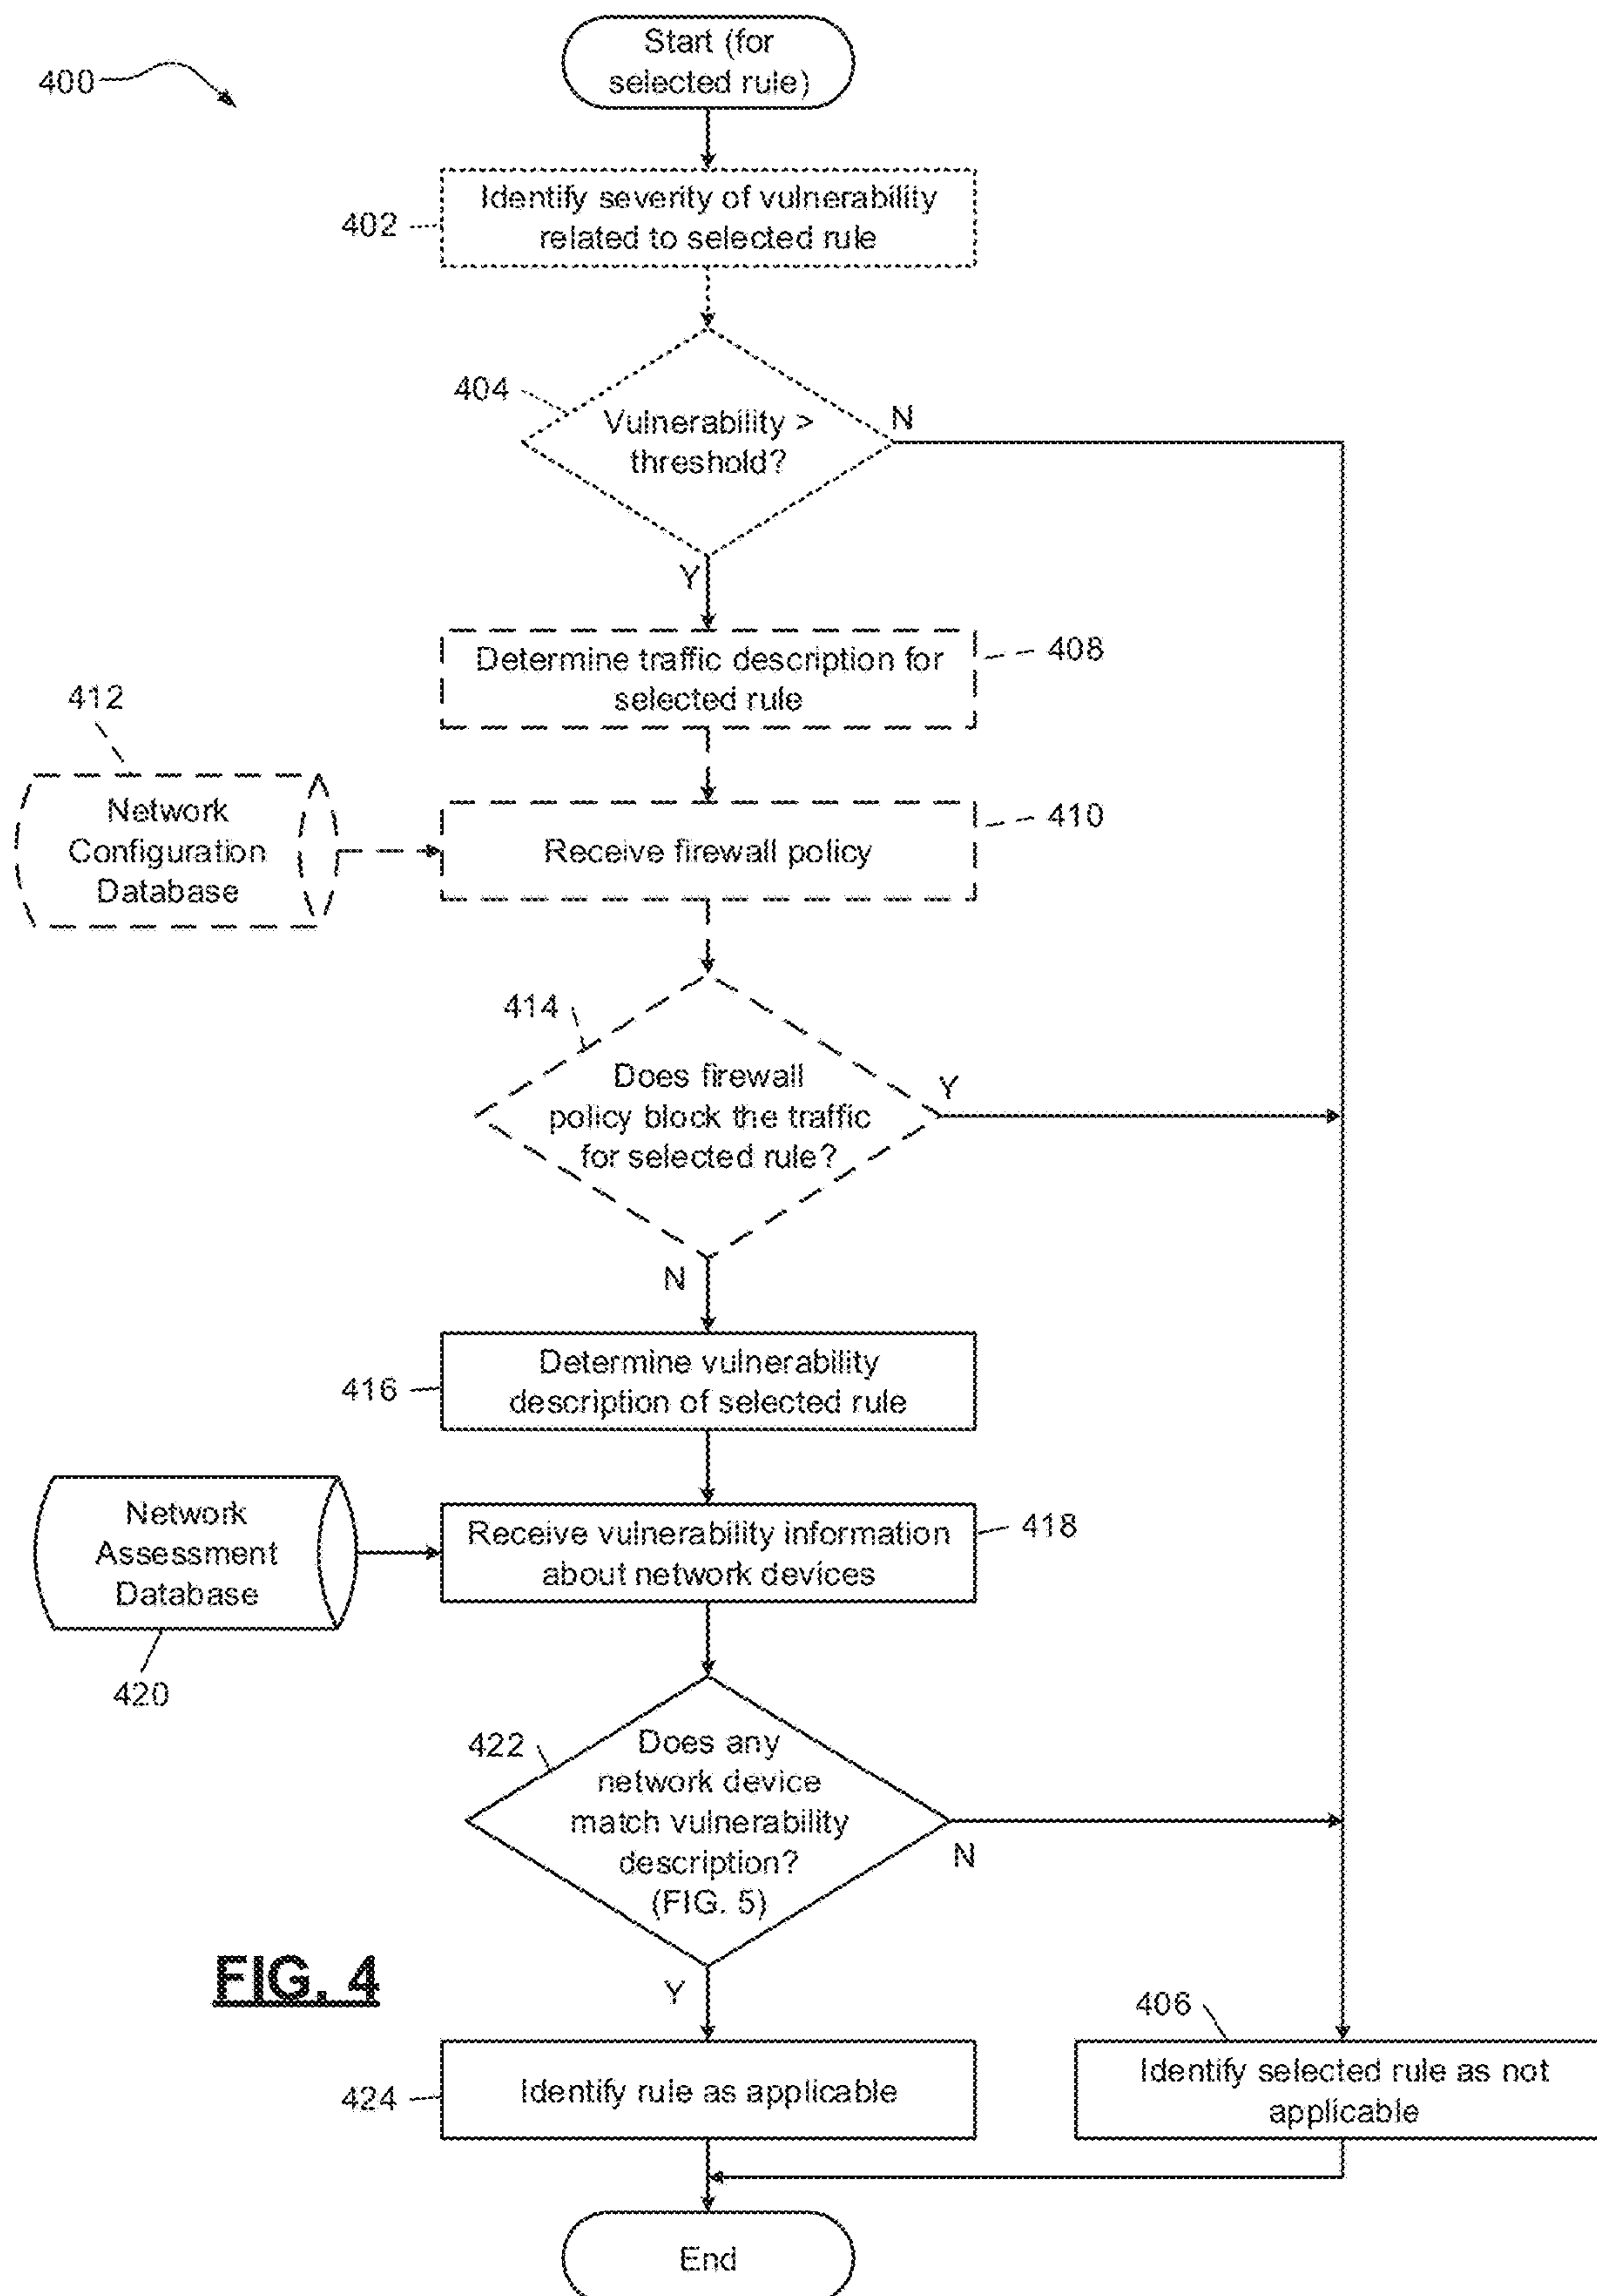 400
Start (for
selected rule)
402
Identify severity of vulnerability
related to selected rule
404
Vulnerability >
threshold?
N
Y
Determine traffic description for
selected rule
408
412
Network
Configuration
Database
Receive firewall policy
410
414
Does firewall
policy block the traffic
for selected rule?
Y
N
416
Determine vulnerability
description of selected rule
Network
Assessment
Database
420
Receive vulnerability information
about network devices
418
422
Does any
network device
match vulnerability
description?
(FIG. 5)
N
Y
FIG. 4
424
Identify rule as applicable
406
Identify selected rule as not
applicable
End